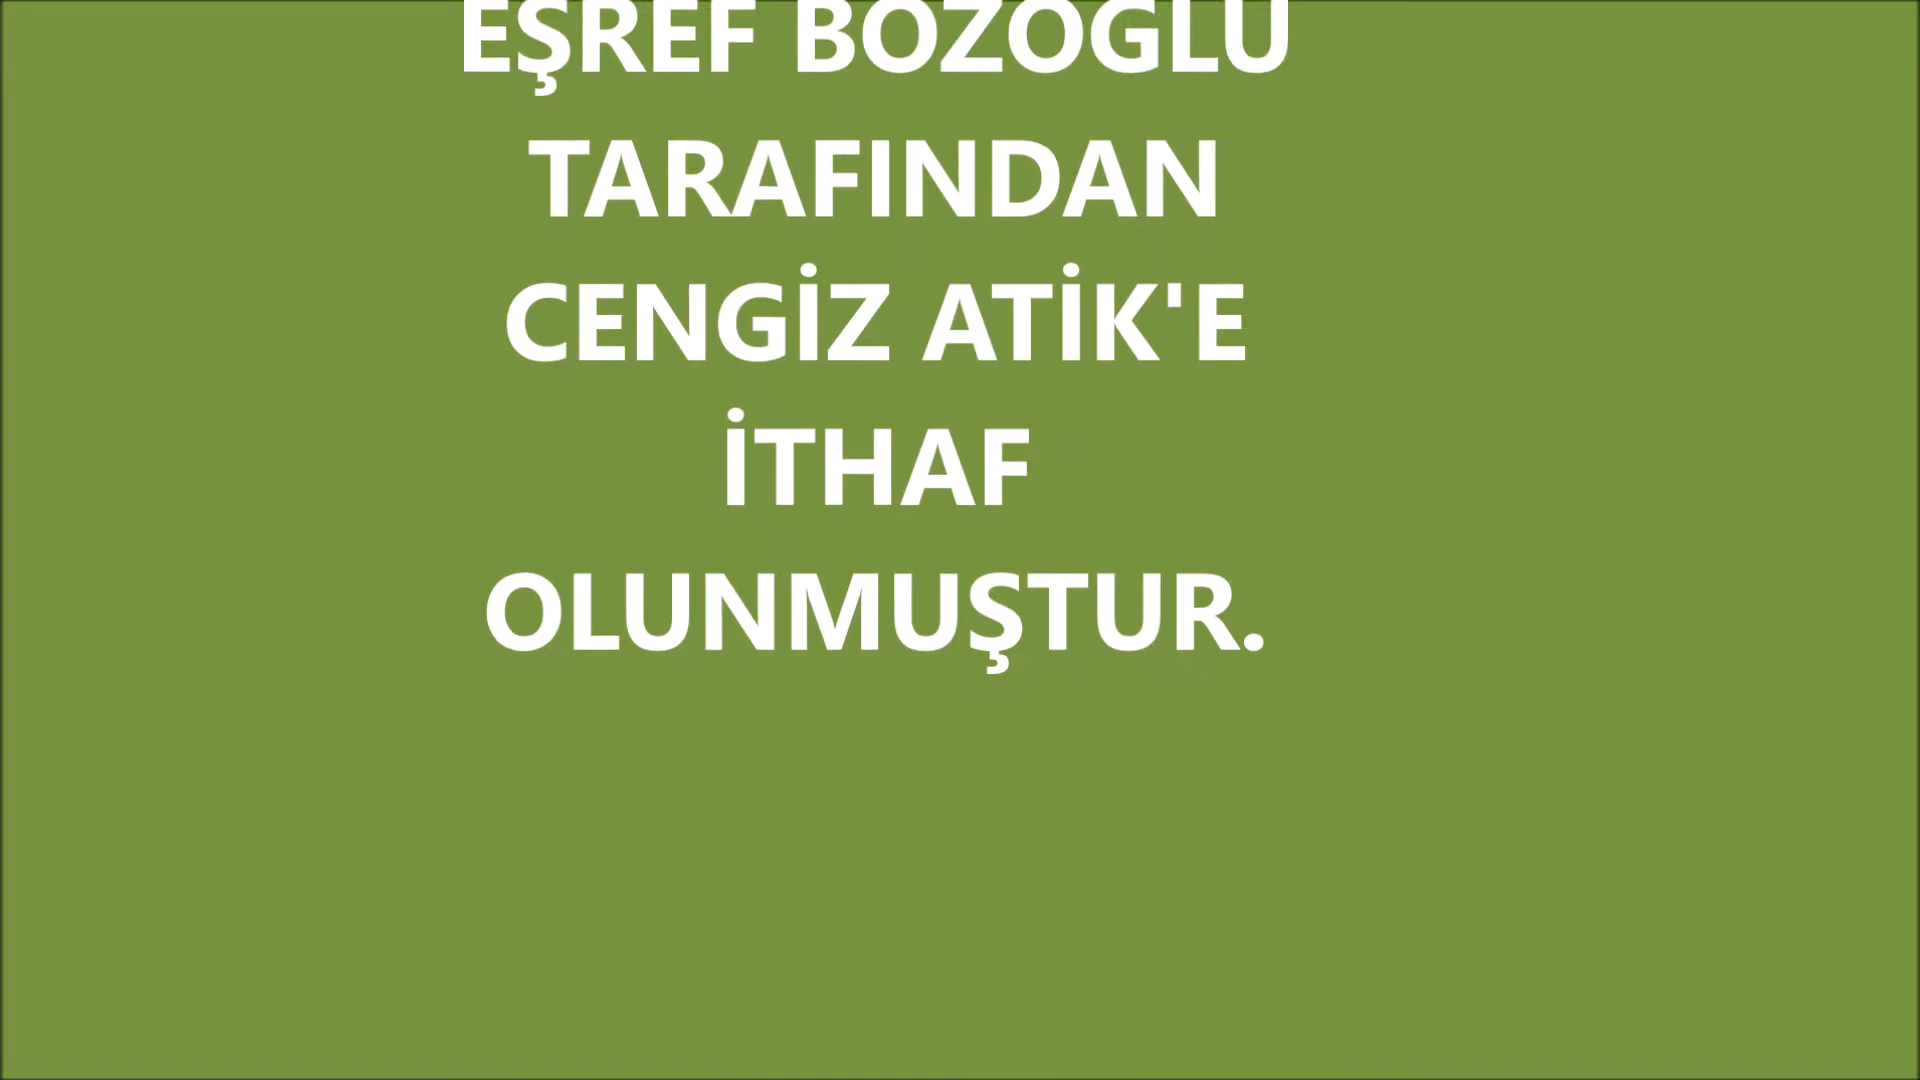 EŞREF BOZOGLU
TARAFINDAN
CENGİZ ATİK'E
İTHAF
OLUNMUŞTUR.